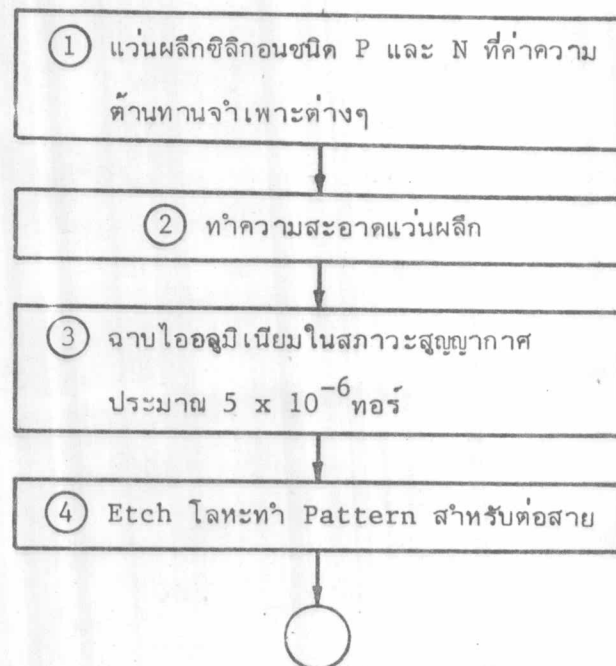 ① แว่นผลึกซิลิกอนชนิด P และ N ที่ค่าความ
ต้านทานจำเพาะต่างๆ
② ทำความสะอาดแว่นผลึก
③ ฉาบไออลูมิเนียมในสภาวะสูญญากาศ
ประมาณ 5 x 10⁻⁶ ทอร์
④ Etch โลหะทำ Pattern สำหรับต่อสาย